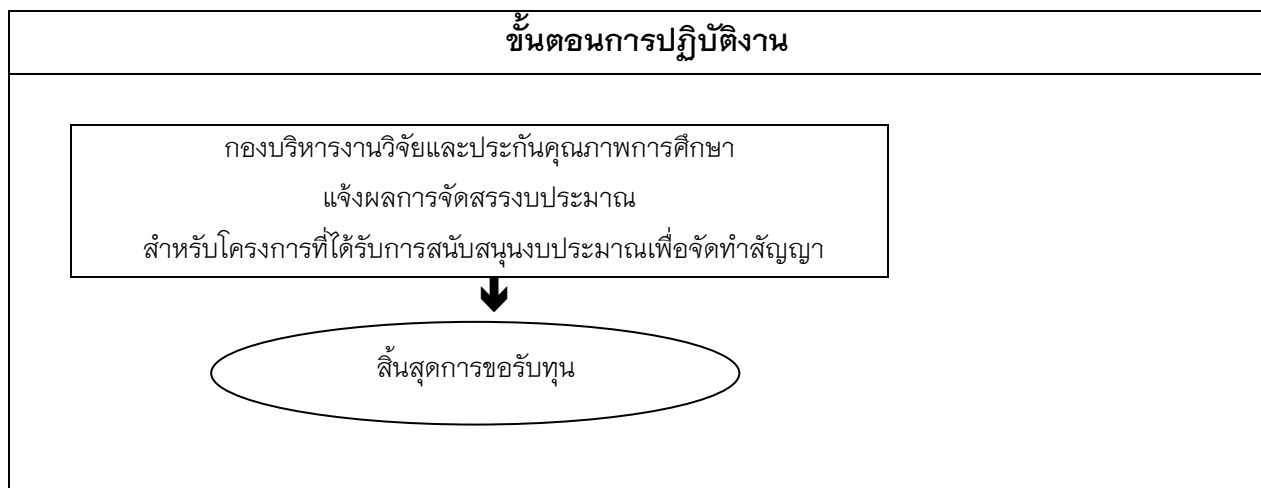 ขั้นตอนการปฏิบัติงาน
กองบริหารงานวิจัยและประกันคุณภาพการศึกษา
แจ้งผลการจัดสรรงบประมาณ
สำหรับโครงการที่ได้รับการสนับสนุนงบประมาณเพื่อจัดทำสัญญา
สิ้นสุดการขอรับทุน